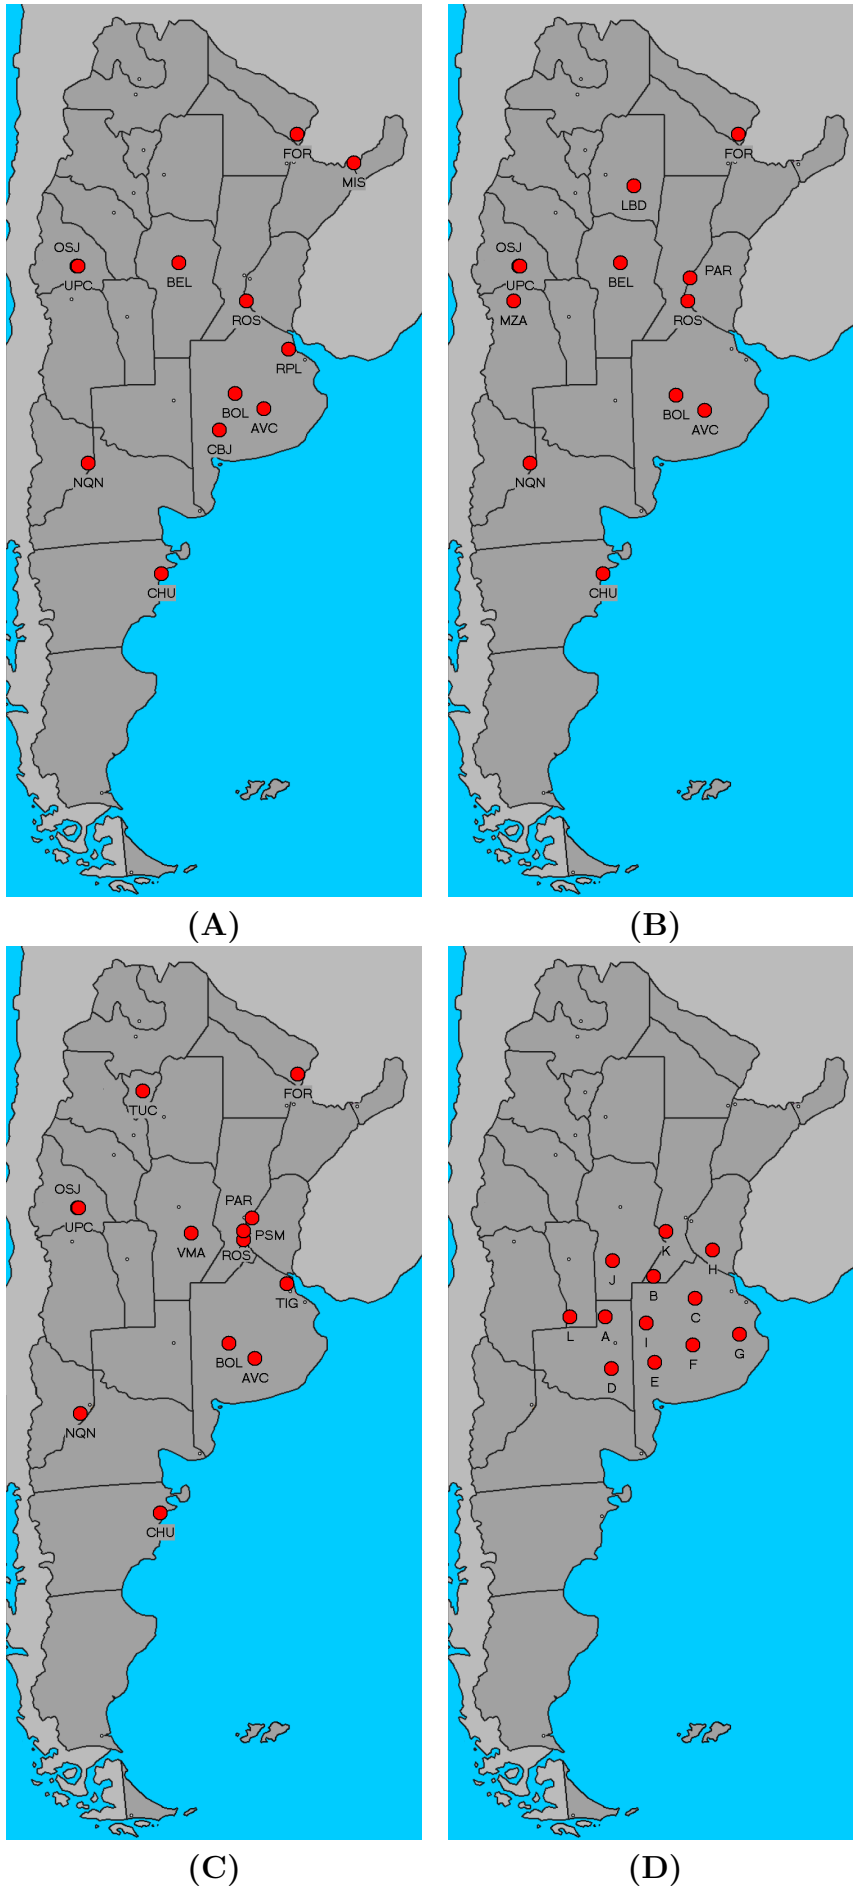 FOR
MIS
OSJ
UPC
BEL
ROS
RPL
BOL
AVC
CBJ
NQN
CHU
(A)
FOR
LBD
OSJ
UPC
BEL
PAR
MZA
ROS
BOL
AVC
NQN
CHU
(B)
TUC
FOR
OSJ
UPC
PAR
VMA
PSM
ROS
TIG
BOL
AVC
NQN
CHU
(C)
K
H
J
B
C
L
A
I
G
F
E
D
(D)